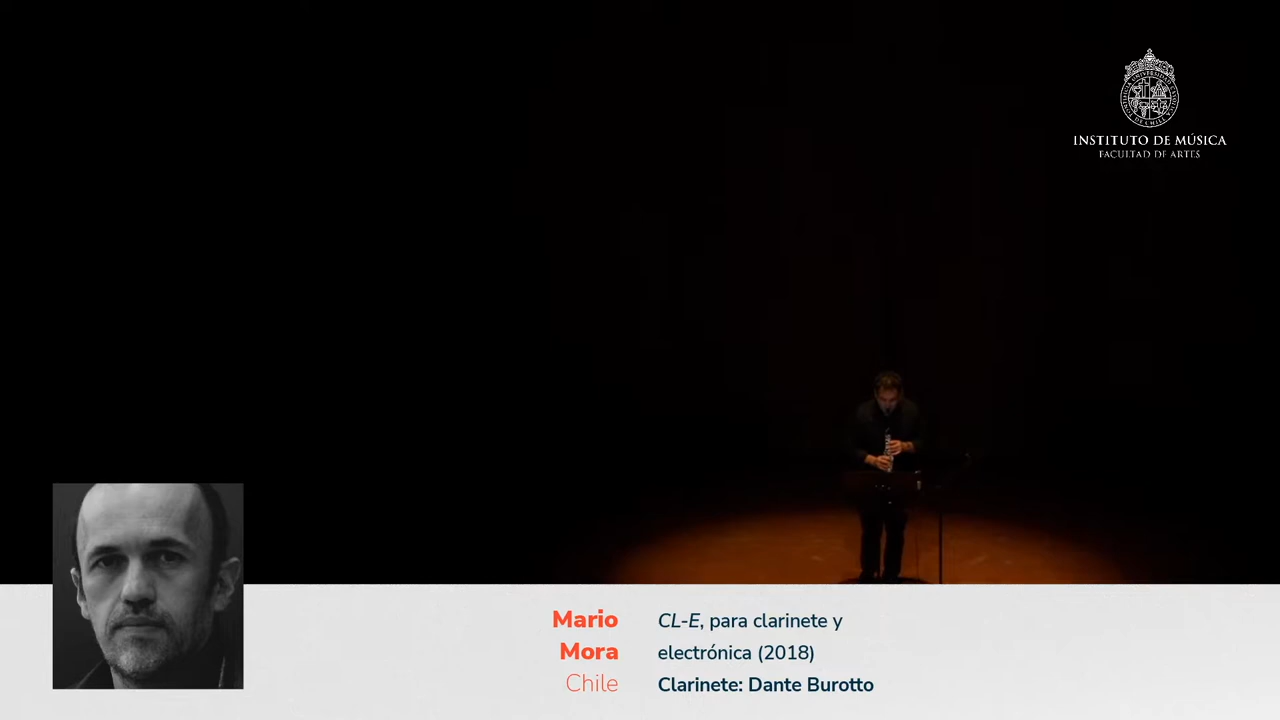 INSTITUTO DE MÚSICA
FACULTAD DE ARTES
Mario
Mora
Chile
CL-E, para clarinete y
electrónica (2018)
Clarinete: Dante Burotto